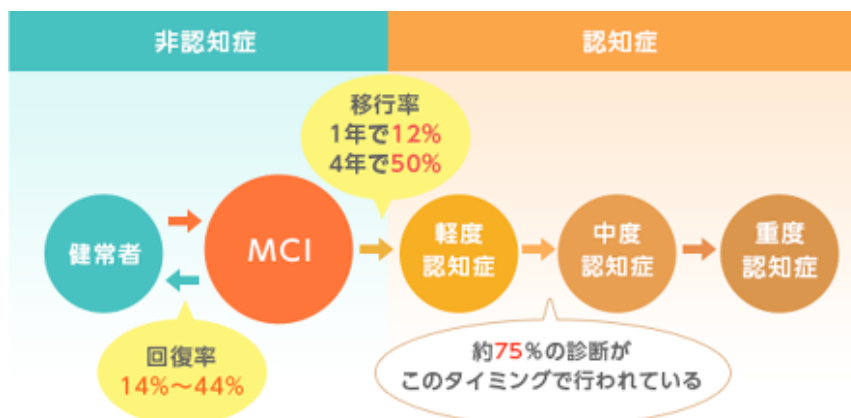 非認知症
認知症
移行率
1年で12%
4年で50%
健常者
MCI
軽度
認知症
中度
認知症
重度
認知症
回復率
14%～44%
約75%の診断が
このタイミングで行われている